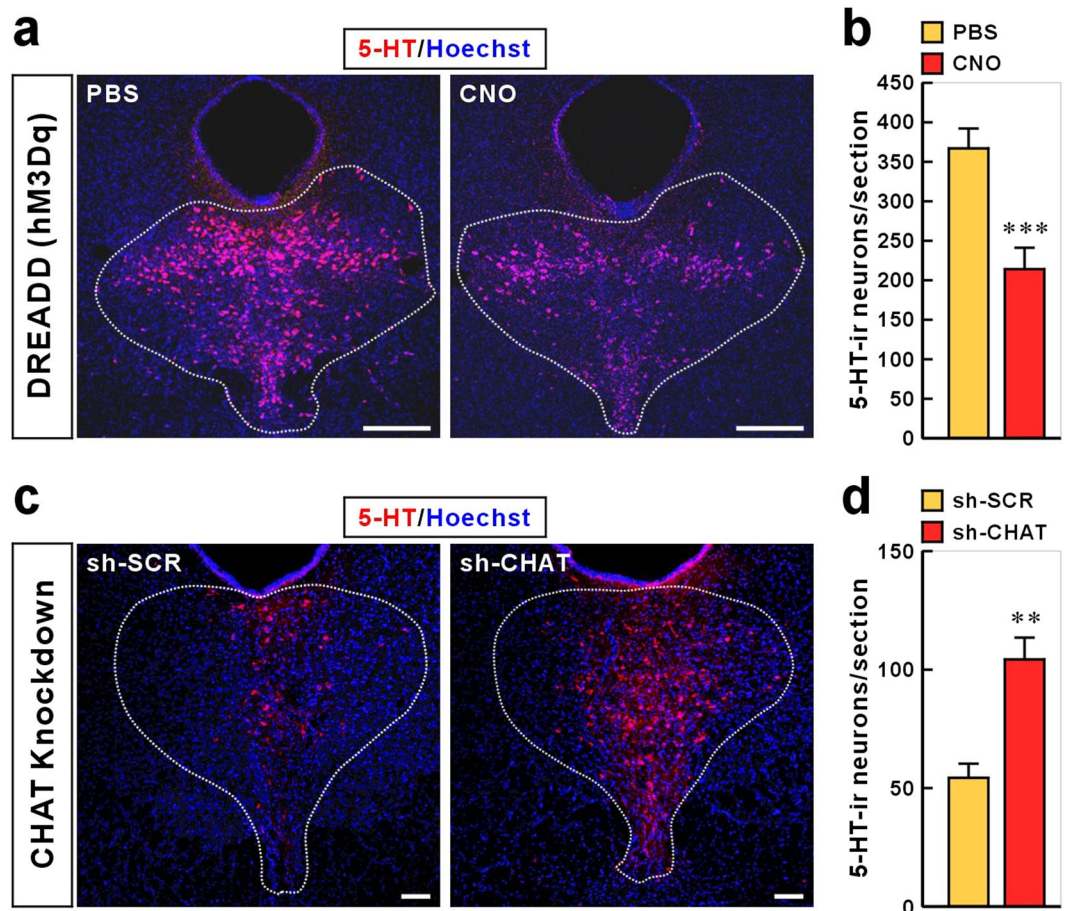 a
5-HT/Hoechst
DREADD (hM3Dq)
PBS
CNO
b
PBS
CNO
5-HT-ir neurons/section
450
400
350
300
250
200
150
100
50
0
***
c
5-HT/Hoechst
CHAT Knockdown
sh-SCR
sh-CHAT
d
sh-SCR
sh-CHAT
5-HT-ir neurons/section
150
100
50
0
**